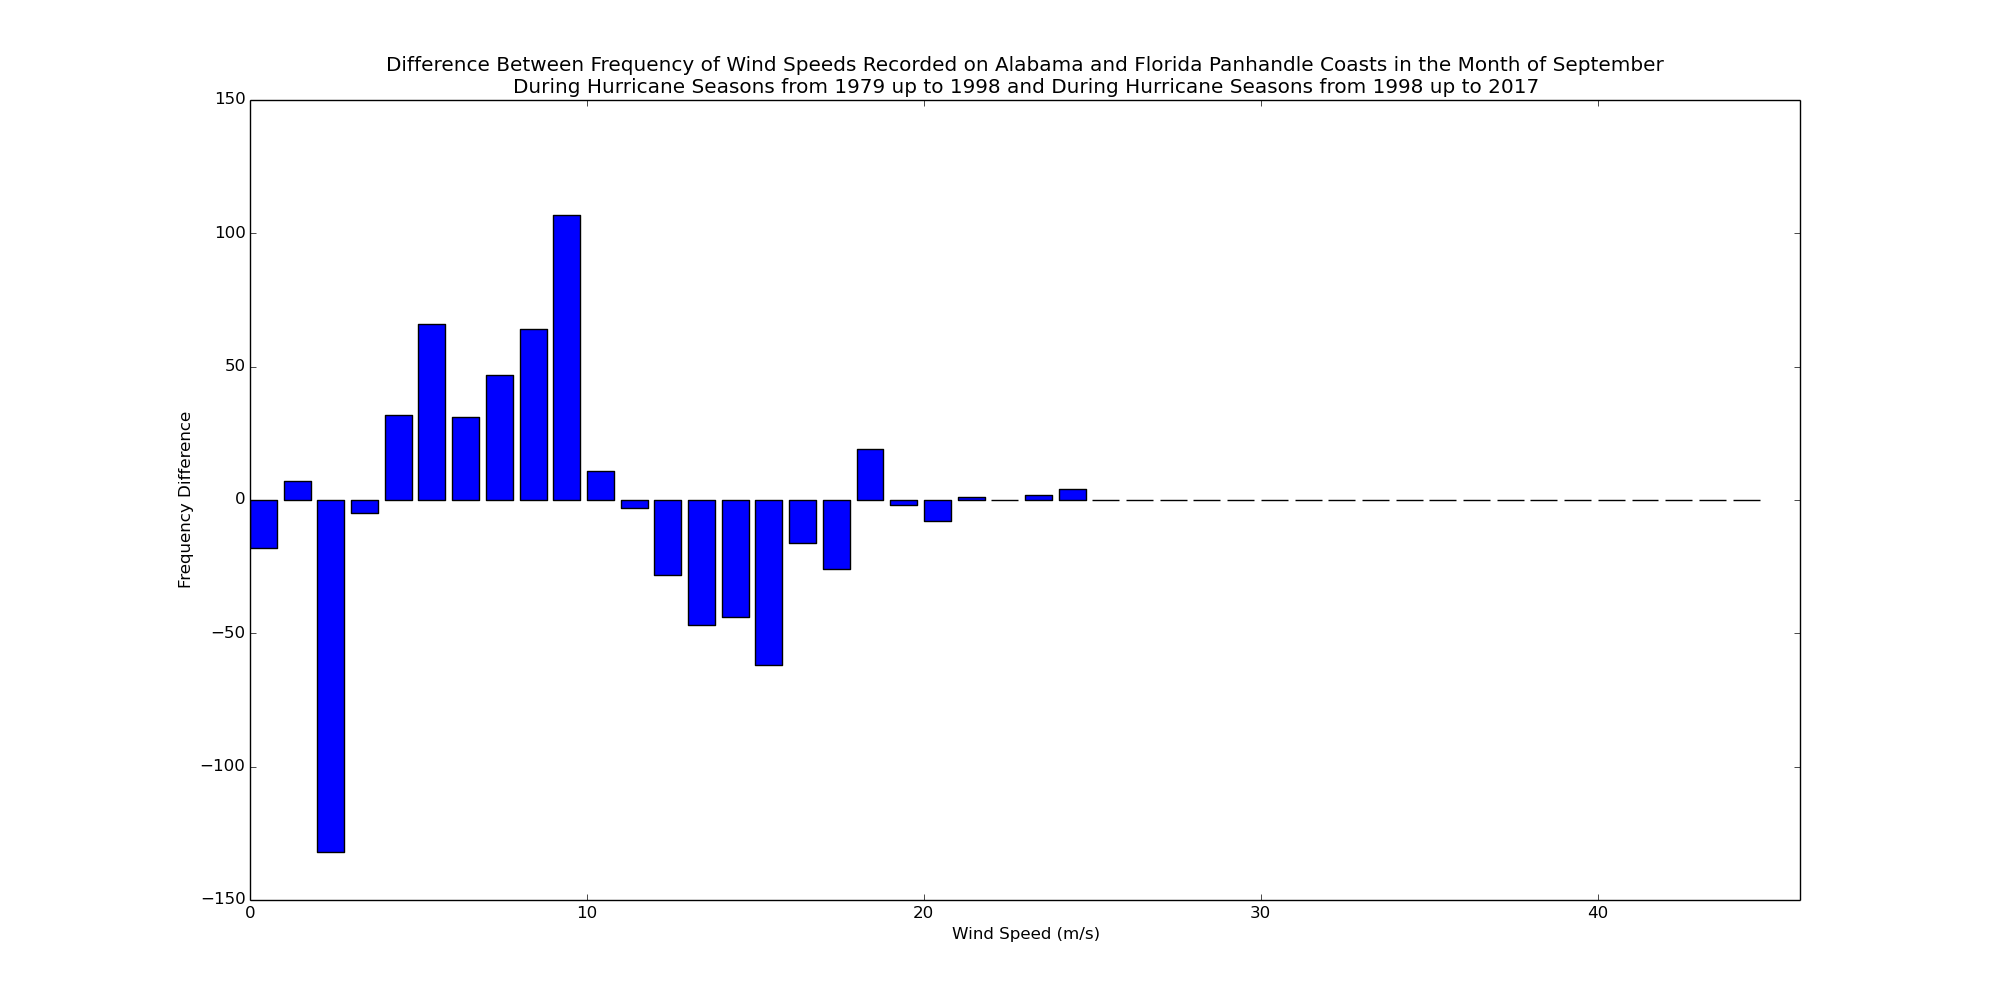 Difference Between Frequency of Wind Speeds Recorded on Alabama and Florida Panhandle Coasts in the Month of September
During Hurricane Seasons from 1979 up to 1998 and During Hurricane Seasons from 1998 up to 2017
150
100
50
0
−50
−100
−150
Frequency Difference
0 10 20 30 40
Wind Speed (m/s)